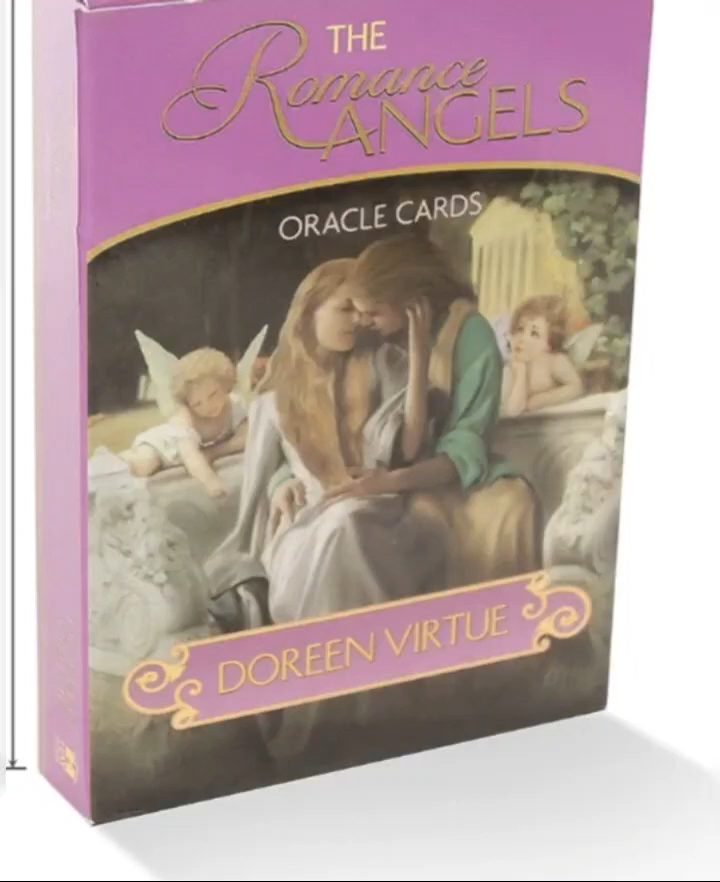 THE
Romance
ANGELS
ORACLE CARDS
DOREEN VIRTUE